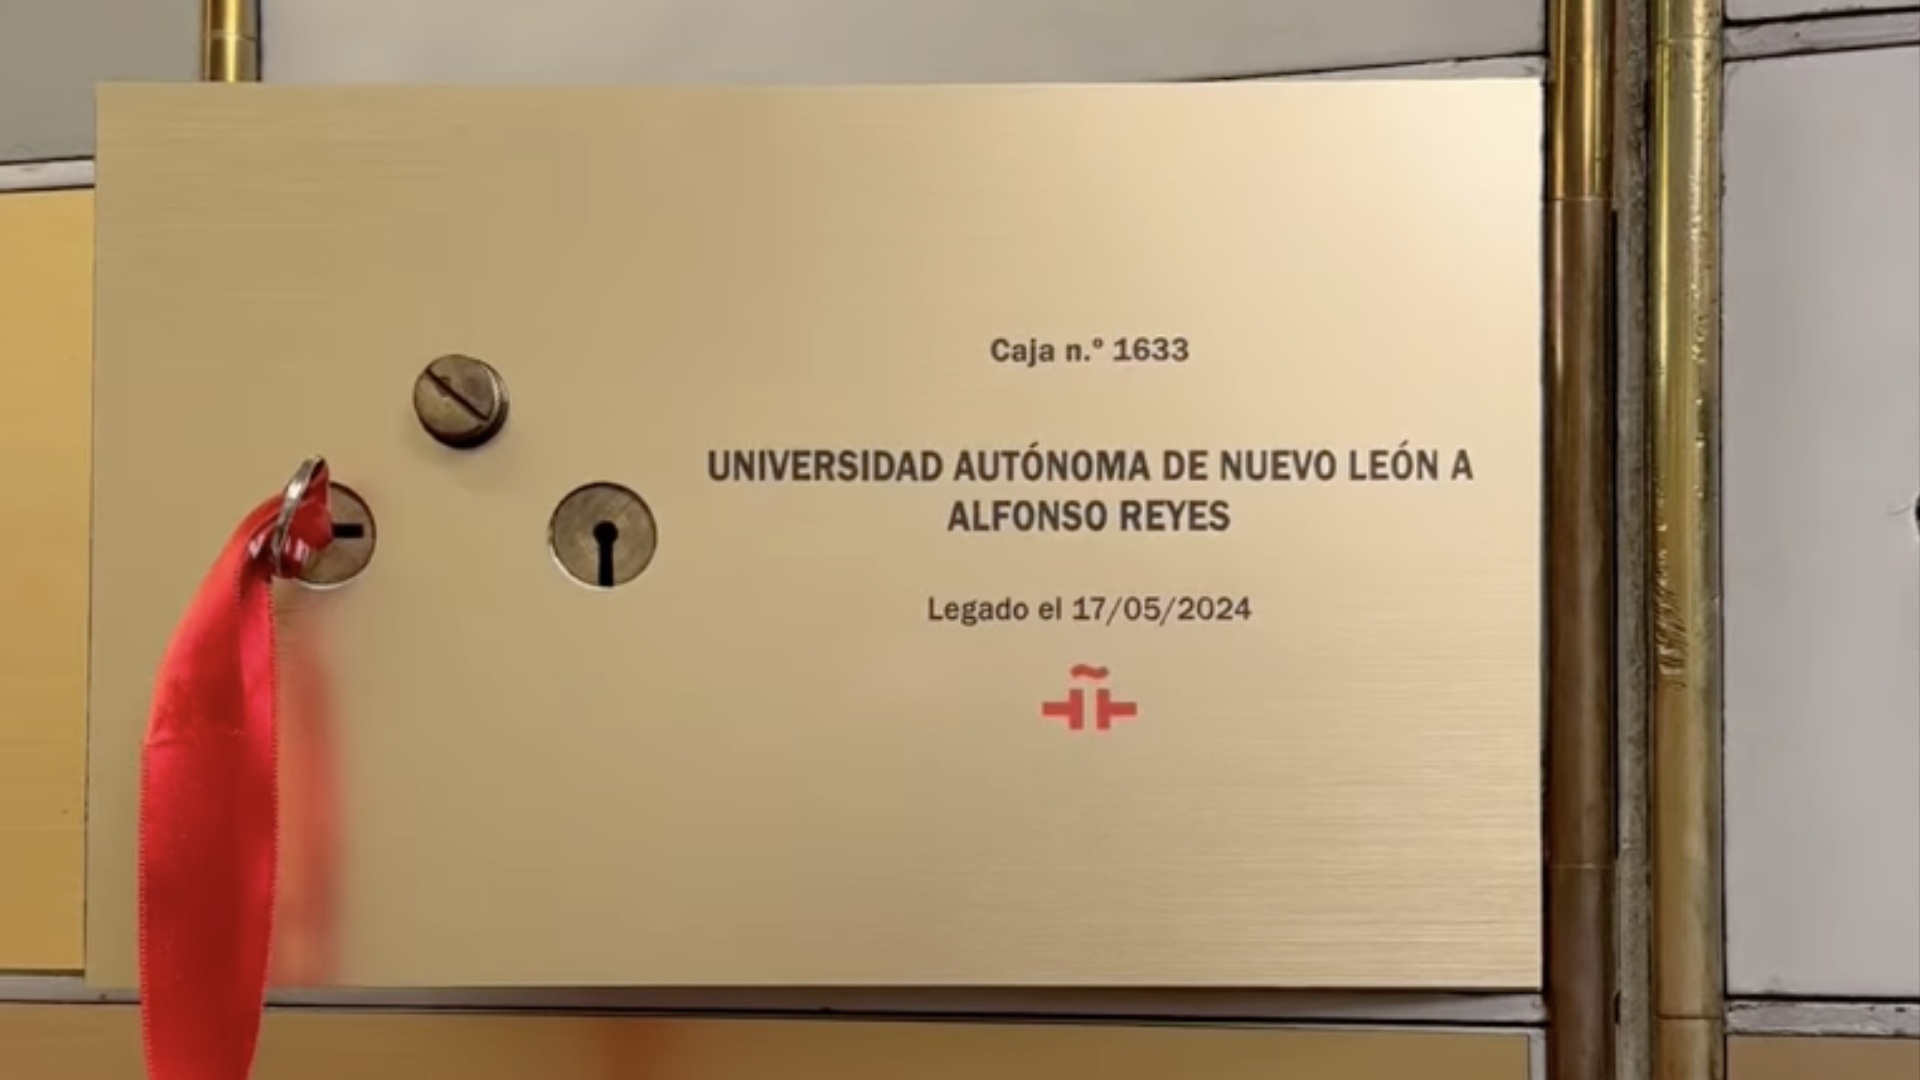 Caja n.º 1633
UNIVERSIDAD AUTÓNOMA DE NUEVO LEÓN A
ALFONSO REYES
Legado el 17/05/2024